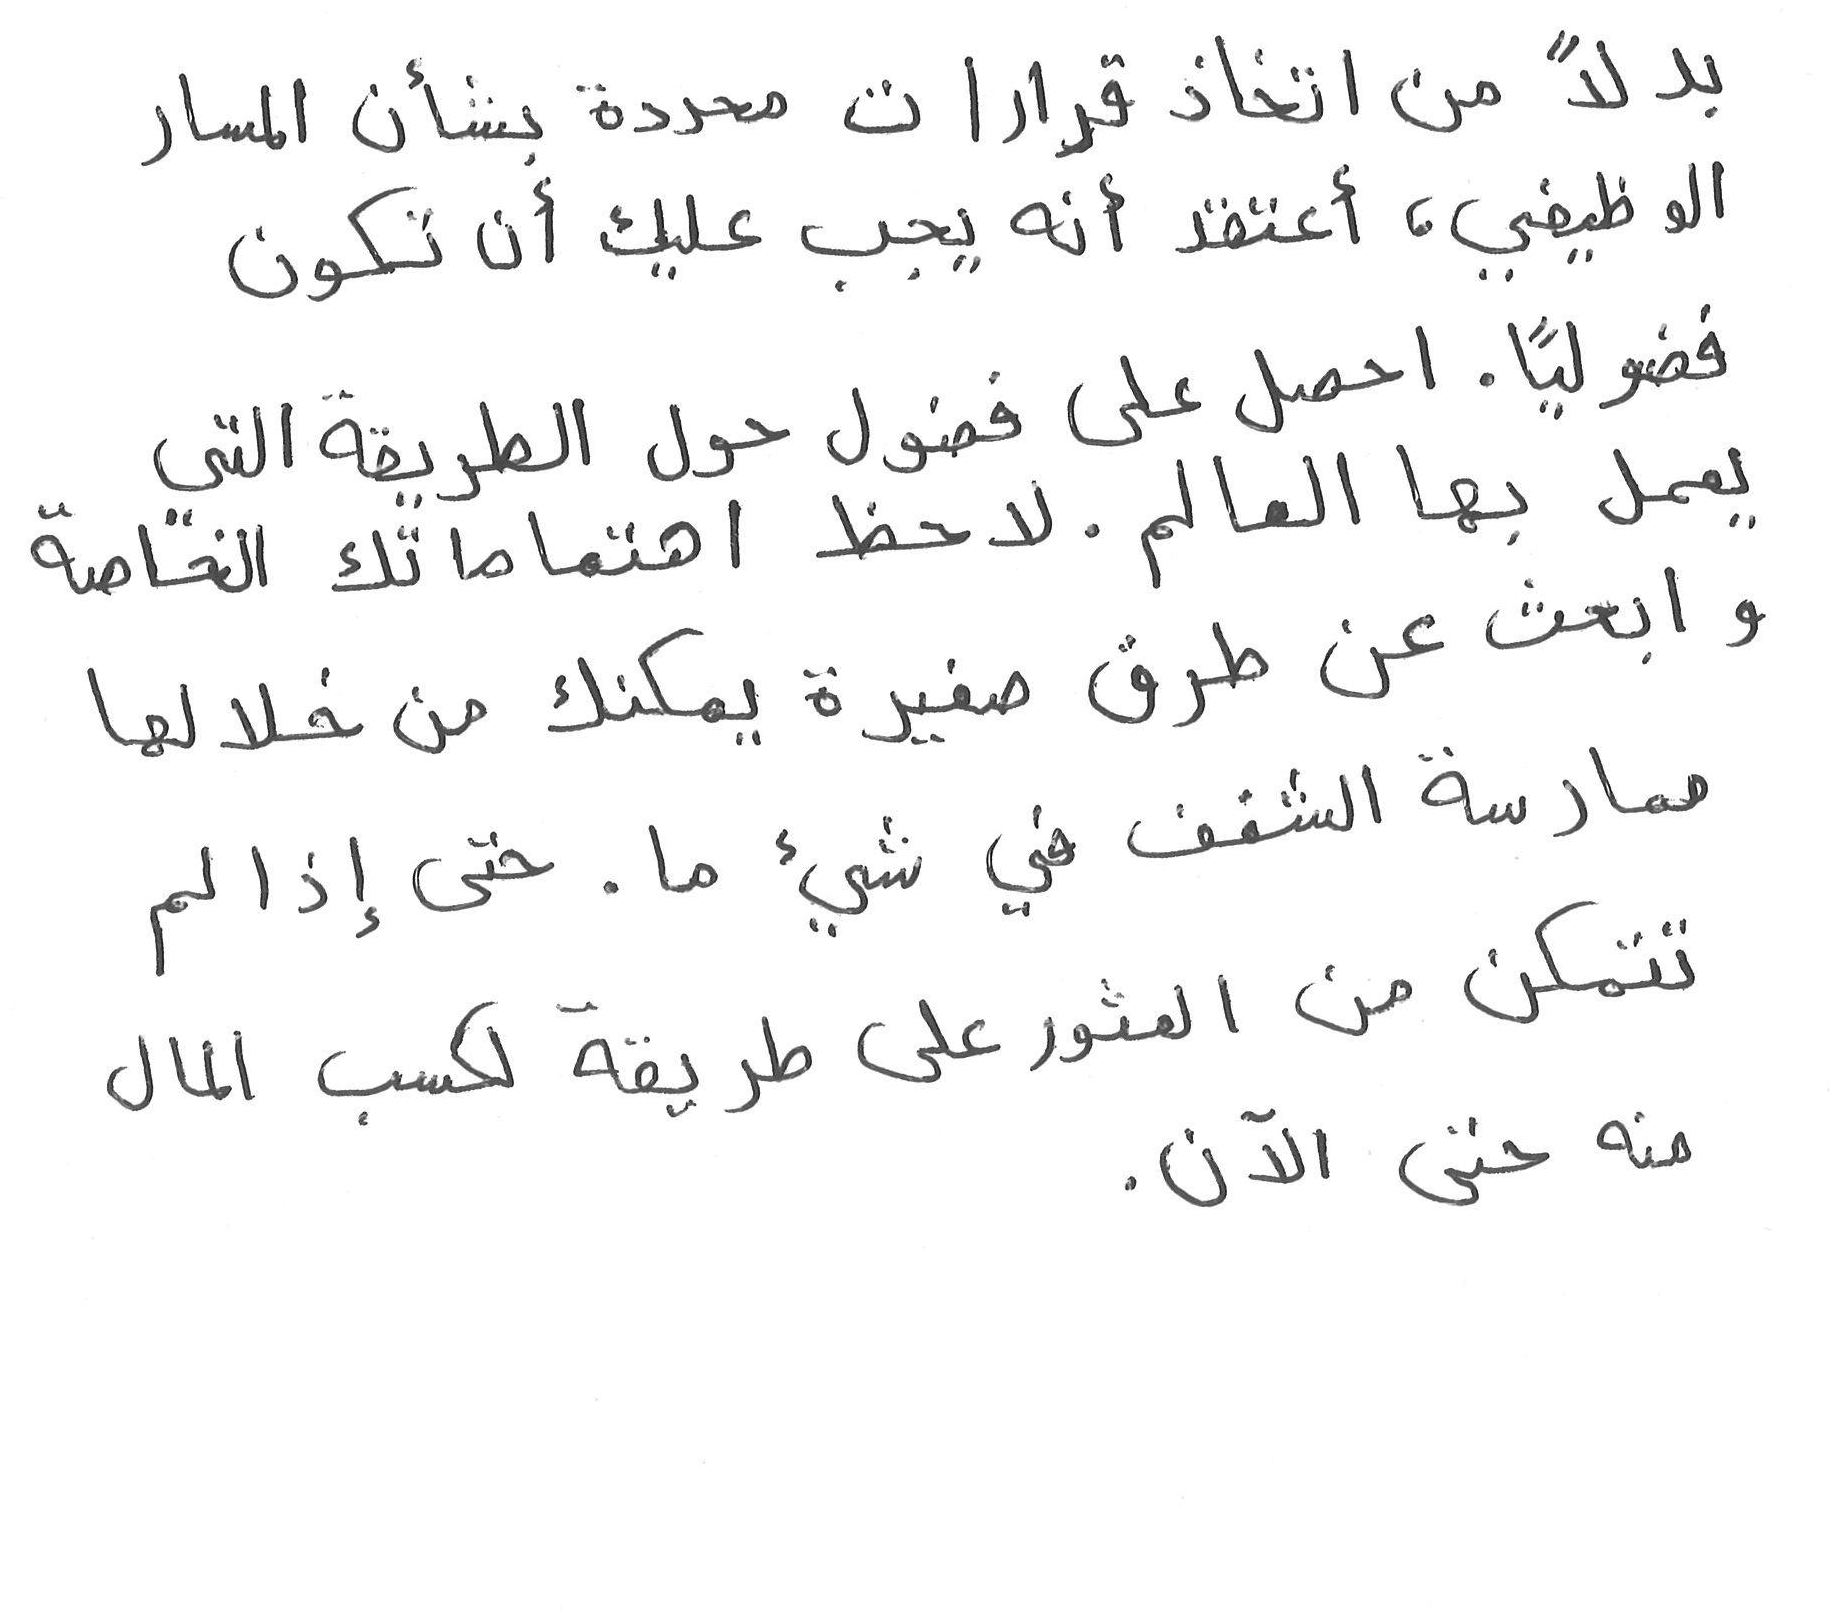 بدلاً من اتخاذ قرارات محددة بشأن المسار
الوظيفي، أعتقد أنه يجب عليك أن تكون
فضوليًا. احصل على فضول حول الطريقة التي
يعمل بها العالم. لاحظ اهتماماتك الخاصة
وابحث عن طرق صغيرة يمكنك من خلالها
ممارسة الشغف في شيء ما. حتى إذا لم
تتمكن من العثور على طريقة لكسب المال
منه حتى الآن.